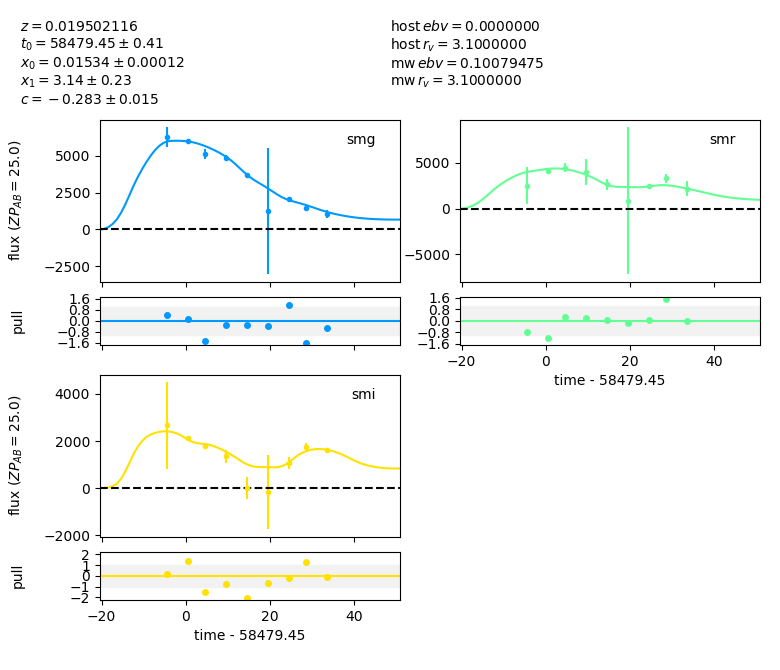 z = 0.019502116
t₀ = 58479.45 ± 0.41
x₀ = 0.01534 ± 0.00012
x₁ = 3.14 ± 0.23
c = −0.283 ± 0.015
host ebv = 0.0000000
host r_v = 3.1000000
mw ebv = 0.10079475
mw r_v = 3.1000000
smg
5000
2500
0
−2500
flux (ZP_AB = 25.0)
1.6
0.8
0.0
−0.8
−1.6
pull
smr
5000
0
−5000
1.6
0.8
0.0
−0.8
−1.6
−20 0 20 40
time - 58479.45
smi
4000
2000
0
−2000
flux (ZP_AB = 25.0)
2
1
0
−1
−2
pull
−20 0 20 40
time - 58479.45